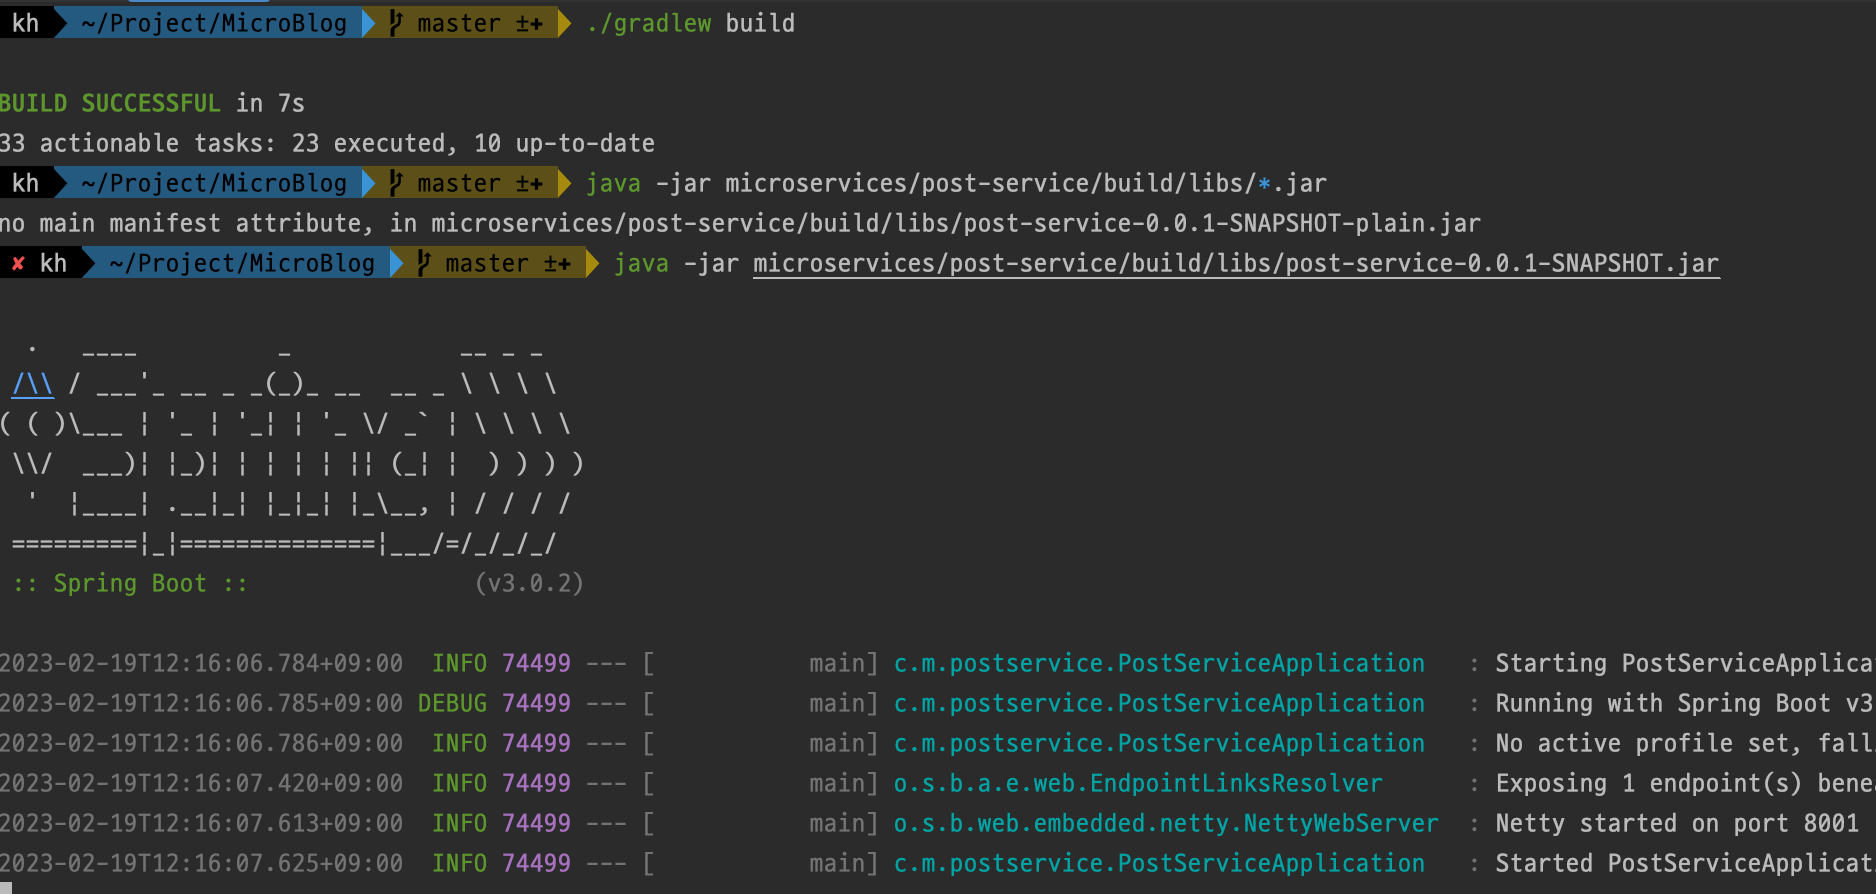 kh ~/Project/MicroBlog master ±✚ ./gradlew build
BUILD SUCCESSFUL in 7s
33 actionable tasks: 23 executed, 10 up-to-date
kh ~/Project/MicroBlog master ±✚ java -jar microservices/post-service/build/libs/*.jar
no main manifest attribute, in microservices/post-service/build/libs/post-service-0.0.1-SNAPSHOT-plain.jar
✘ kh ~/Project/MicroBlog master ±✚ java -jar microservices/post-service/build/libs/post-service-0.0.1-SNAPSHOT.jar
  .   ____          _            __ _ _
 /\\ / ___'_ __ _ _(_)_ __  __ _ \ \ \ \
( ( )\___ ¦ '_ ¦ '_¦ ¦ '_ \/ _` ¦ \ \ \ \
 \\/  ___)¦ ¦_)¦ ¦ ¦ ¦ ¦ ¦¦ (_¦ ¦  ) ) ) )
  '  ¦____¦ .__¦_¦ ¦_¦_¦ ¦_\__, ¦ / / / /
 =========¦_¦==============¦___/=/_/_/_/
 :: Spring Boot ::                (v3.0.2)
2023-02-19T12:16:06.784+09:00  INFO 74499 --- [           main] c.m.postservice.PostServiceApplication   : Starting PostServiceApplica
2023-02-19T12:16:06.785+09:00 DEBUG 74499 --- [           main] c.m.postservice.PostServiceApplication   : Running with Spring Boot v3
2023-02-19T12:16:06.786+09:00  INFO 74499 --- [           main] c.m.postservice.PostServiceApplication   : No active profile set, fall
2023-02-19T12:16:07.420+09:00  INFO 74499 --- [           main] o.s.b.a.e.web.EndpointLinksResolver      : Exposing 1 endpoint(s) bene
2023-02-19T12:16:07.613+09:00  INFO 74499 --- [           main] o.s.b.web.embedded.netty.NettyWebServer  : Netty started on port 8001
2023-02-19T12:16:07.625+09:00  INFO 74499 --- [           main] c.m.postservice.PostServiceApplication   : Started PostServiceApplicat